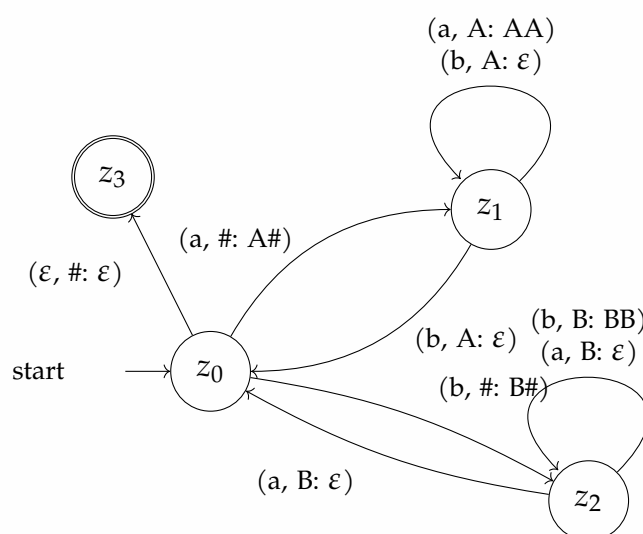 (a, A: AA)
(b, A: ε)
z₃
z₁
(a, #: A#)
(ε, #: ε)
(b, B: BB)
(b, A: ε)
(a, B: ε)
start
z₀
(b, #: B#)
(a, B: ε)
z₂